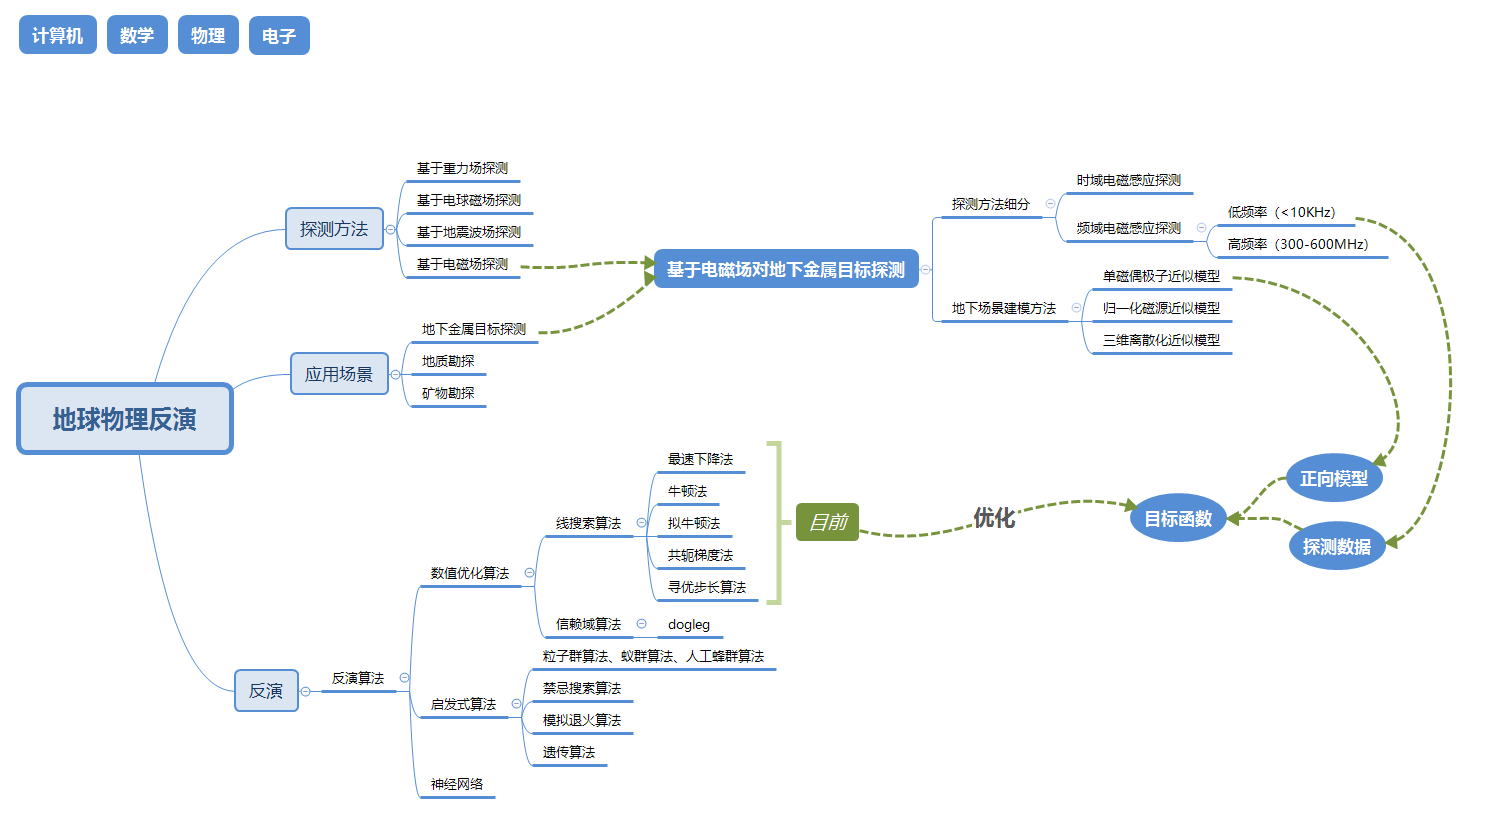 计算机
数学
物理
电子
地球物理反演
探测方法
基于重力场探测
基于电球磁场探测
基于地震波场探测
基于电磁场探测
应用场景
地下金属目标探测
地质勘探
矿物勘探
基于电磁场对地下金属目标探测
探测方法细分
时域电磁感应探测
频域电磁感应探测
低频率（<10KHz）
高频率（300-600MHz）
地下场景建模方法
单磁偶极子近似模型
归一化磁源近似模型
三维离散化近似模型
反演
反演算法
数值优化算法
线搜索算法
最速下降法
牛顿法
拟牛顿法
共轭梯度法
寻优步长算法
信赖域算法
dogleg
启发式算法
粒子群算法、蚁群算法、人工蜂群算法
禁忌搜索算法
模拟退火算法
遗传算法
神经网络
目前
优化
目标函数
正向模型
探测数据